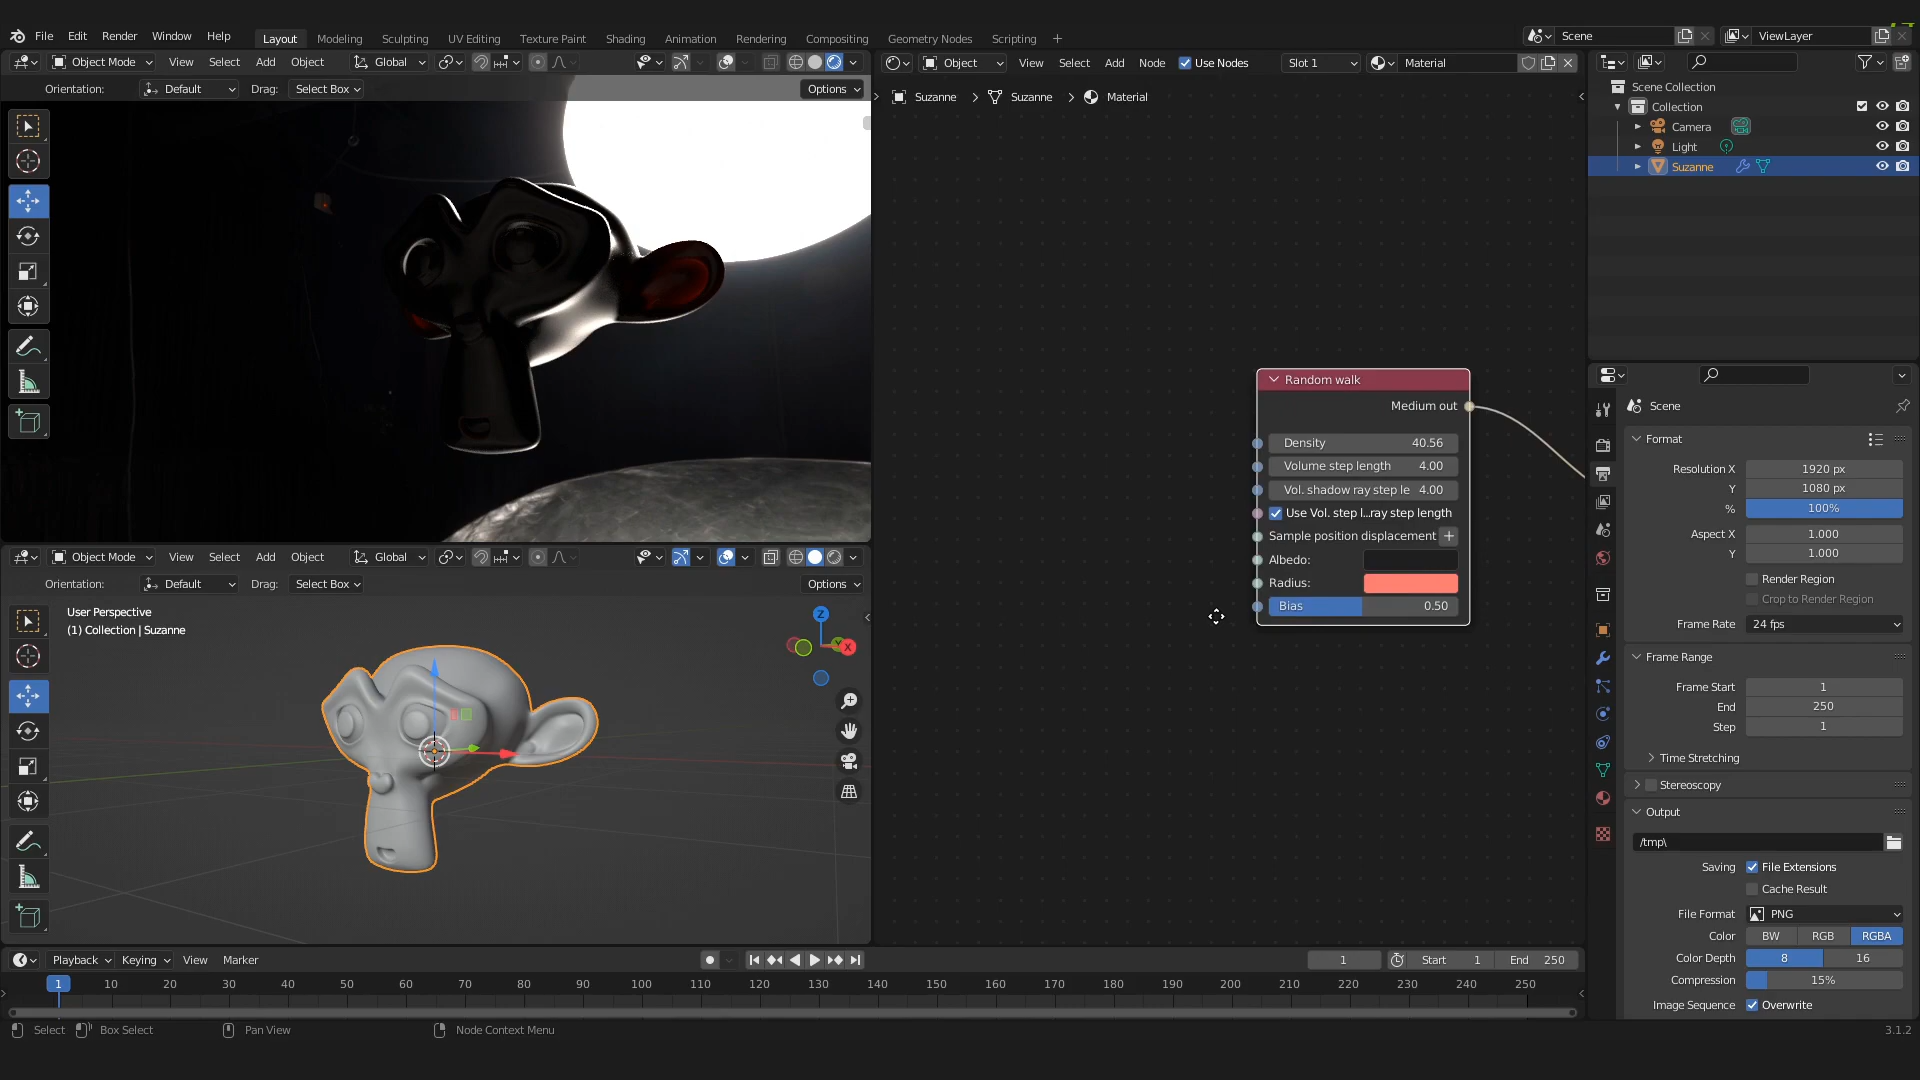 File Edit Render Window Help Layout Modeling Sculpting UV Editing Texture Paint Shading Animation Rendering Compositing Geometry Nodes Scripting + Scene ViewLayer
Object Mode View Select Add Object Global
Orientation: Default Drag: Select Box Options
Object View Select Add Node Use Nodes Slot 1 Material
Suzanne > Suzanne > Material
Random walk
Medium out
Density 40.56
Volume step length 4.00
Vol. shadow ray step le 4.00
Use Vol. step l...ray step length
Sample position displacement +
Albedo:
Radius:
Bias 0.50
Object Mode View Select Add Object Global
Orientation: Default Drag: Select Box Options
User Perspective
(1) Collection | Suzanne
Z
X
Scene Collection
Collection
Camera
Light
Suzanne
Scene
Format
Resolution X 1920 px
Y 1080 px
% 100%
Aspect X 1.000
Y 1.000
Render Region
Crop to Render Region
Frame Rate 24 fps
Frame Range
Frame Start 1
End 250
Step 1
Time Stretching
Stereoscopy
Output
/tmp\
Saving File Extensions
Cache Result
File Format PNG
Color BW RGB RGBA
Color Depth 8 16
Compression 15%
Image Sequence Overwrite
Playback Keying View Marker 1 Start 1 End 250
1 10 20 30 40 50 60 70 80 90 100 110 120 130 140 150 160 170 180 190 200 210 220 230 240 250
Select Box Select Pan View Node Context Menu 3.1.2